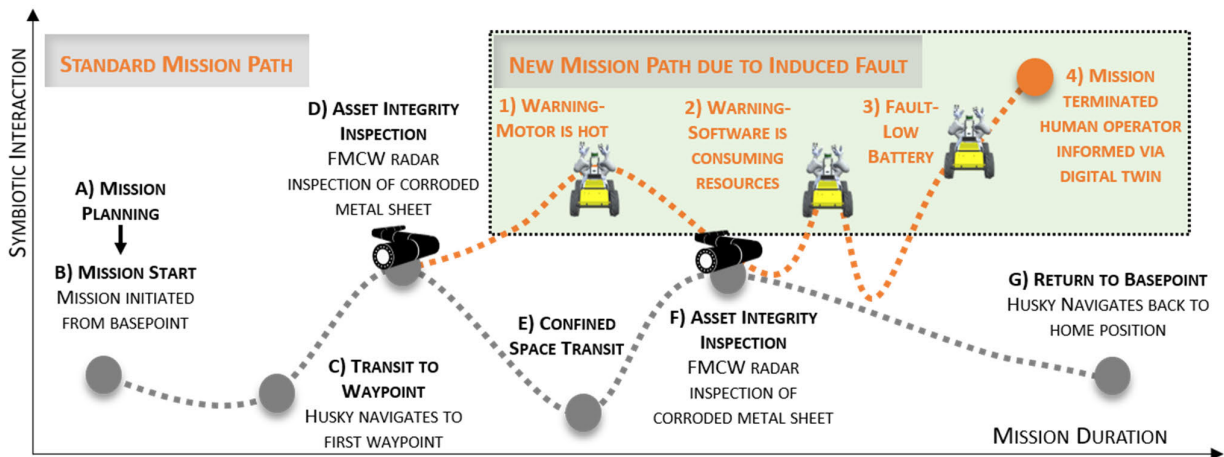 SYMBIOTIC INTERACTION
STANDARD MISSION PATH
NEW MISSION PATH DUE TO INDUCED FAULT
A) MISSION
PLANNING
B) MISSION START
MISSION INITIATED
FROM BASEPOINT
C) TRANSIT TO
WAYPOINT
HUSKY NAVIGATES TO
FIRST WAYPOINT
D) ASSET INTEGRITY
INSPECTION
FMCW RADAR
INSPECTION OF CORRODED
METAL SHEET
E) CONFINED
SPACE TRANSIT
F) ASSET INTEGRITY
INSPECTION
FMCW RADAR
INSPECTION OF
CORRODED METAL SHEET
G) RETURN TO BASEPOINT
HUSKY NAVIGATES BACK TO
HOME POSITION
1) WARNING-
MOTOR IS HOT
2) WARNING-
SOFTWARE IS
CONSUMING
RESOURCES
3) FAULT-
LOW
BATTERY
4) MISSION
TERMINATED
HUMAN OPERATOR
INFORMED VIA
DIGITAL TWIN
MISSION DURATION